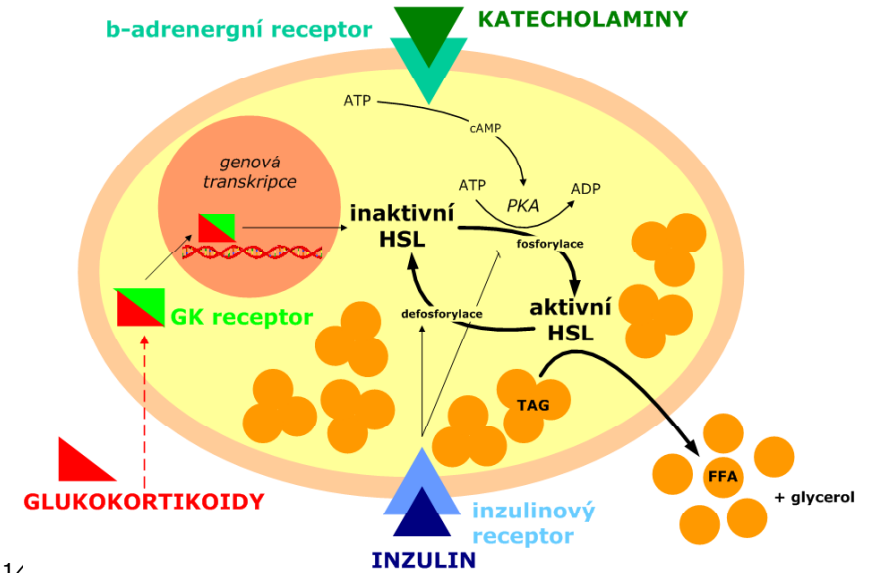 KATECHOLAMINY
b-adrenergní receptor
ATP
cAMP
genová
transkripce
ATP
PKA
ADP
inaktivní
HSL
fosforylace
aktivní
HSL
defosforylace
GK receptor
TAG
FFA
+ glycerol
GLUKOKORTIKOIDY
inzulinový
receptor
INZULIN